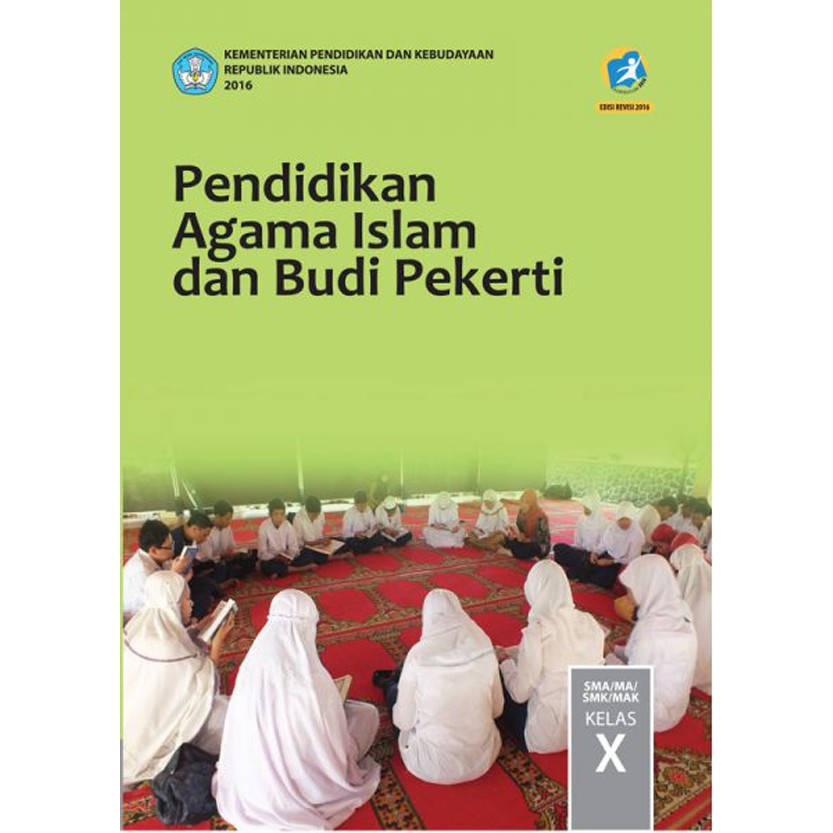 KEMENTERIAN PENDIDIKAN DAN KEBUDAYAAN
REPUBLIK INDONESIA
2016
EDISI REVISI 2016
Pendidikan
Agama Islam
dan Budi Pekerti
SMA/MA/
SMK/MAK
KELAS
X